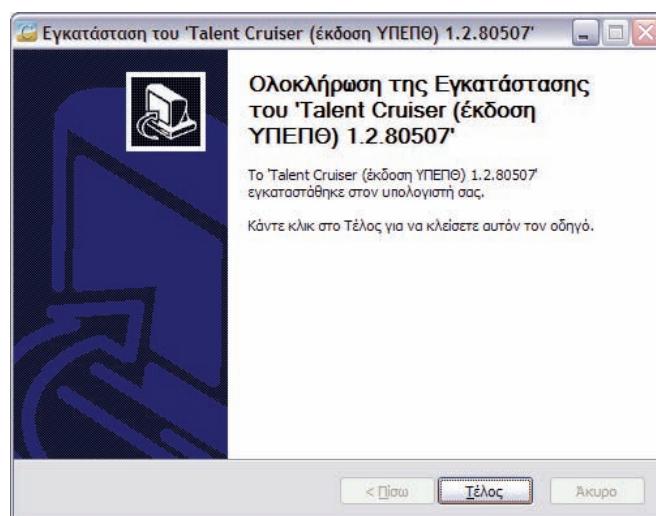 Εγκατάσταση του 'Talent Cruiser (έκδοση ΥΠΕΠΘ) 1.2.80507'
Ολοκλήρωση της Εγκατάστασης
του 'Talent Cruiser (έκδοση
ΥΠΕΠΘ) 1.2.80507'
Το 'Talent Cruiser (έκδοση ΥΠΕΠΘ) 1.2.80507'
εγκαταστάθηκε στον υπολογιστή σας.
Κάντε κλικ στο Τέλος για να κλείσετε αυτόν τον οδηγό.
< Πίσω
Τέλος
Άκυρο